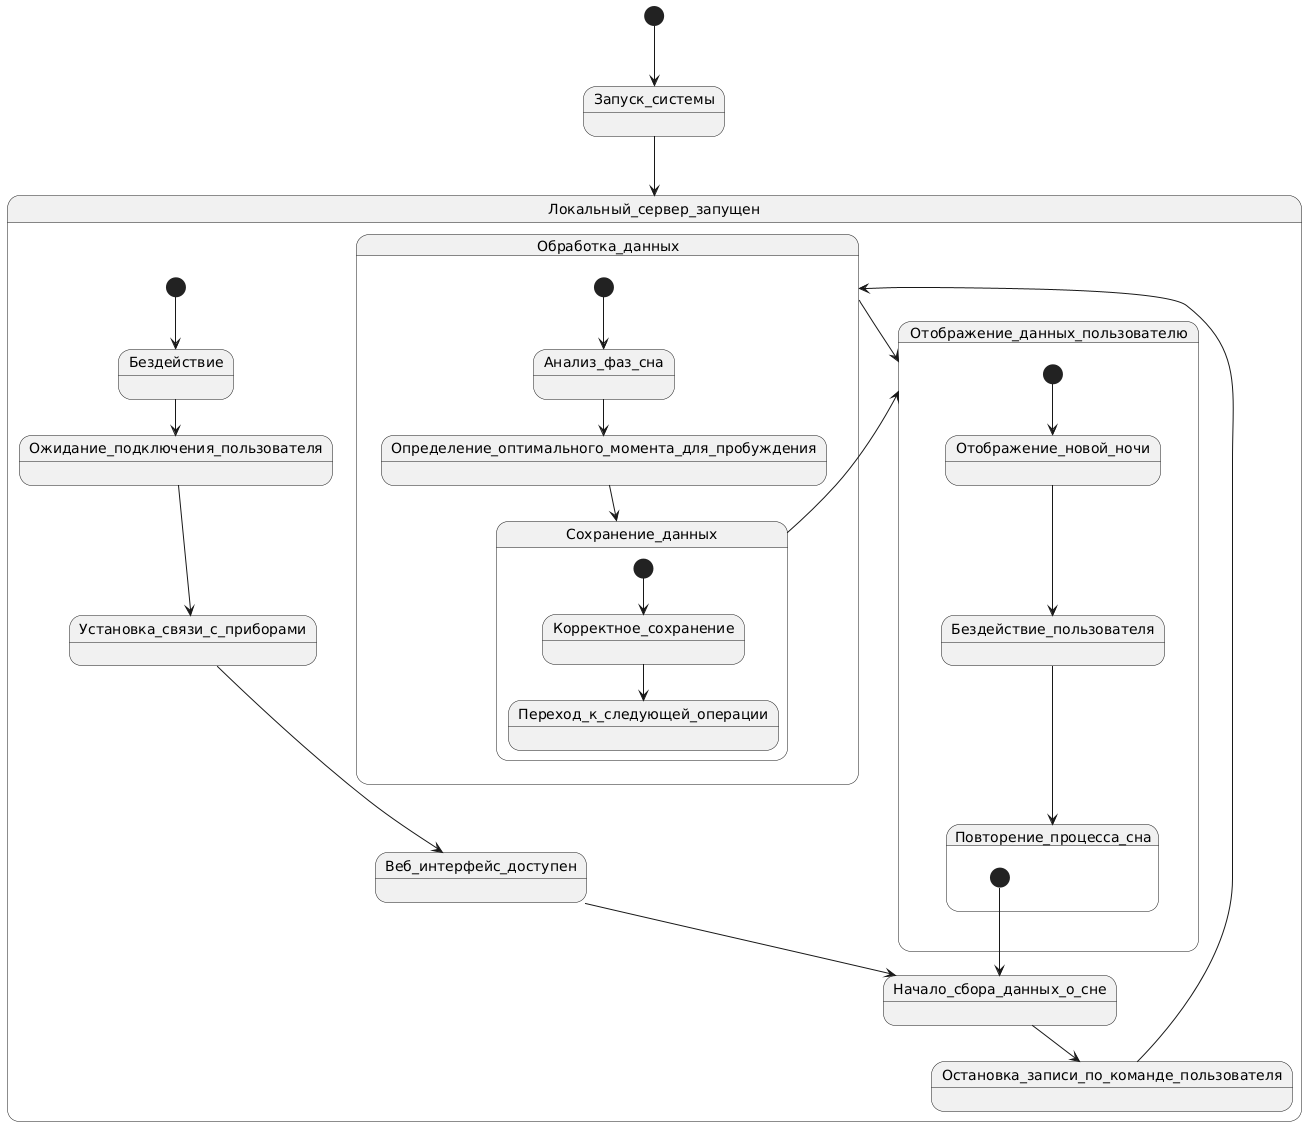 Запуск_системы
Локальный_сервер_запущен
Обработка_данных
Отображение_данных_пользователю
Бездействие
Анализ_фаз_сна
Ожидание_подключения_пользователя
Определение_оптимального_момента_для_пробуждения
Отображение_новой_ночи
Сохранение_данных
Установка_связи_с_приборами
Корректное_сохранение
Бездействие_пользователя
Переход_к_следующей_операции
Повторение_процесса_сна
Веб_интерфейс_доступен
Начало_сбора_данных_о_сне
Остановка_записи_по_команде_пользователя